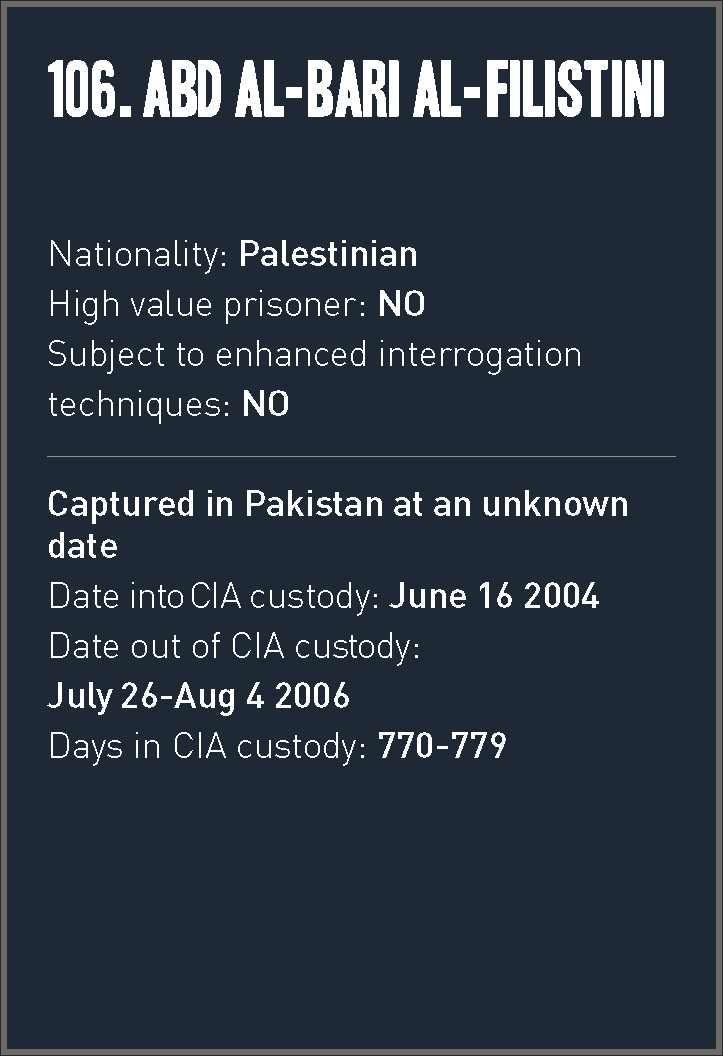 106. ABD AL-BARI AL-FILISTINI
Nationality: Palestinian
High value prisoner: NO
Subject to enhanced interrogation
techniques: NO
Captured in Pakistan at an unknown
date
Date into CIA custody: June 16 2004
Date out of CIA custody:
July 26-Aug 4 2006
Days in CIA custody: 770-779